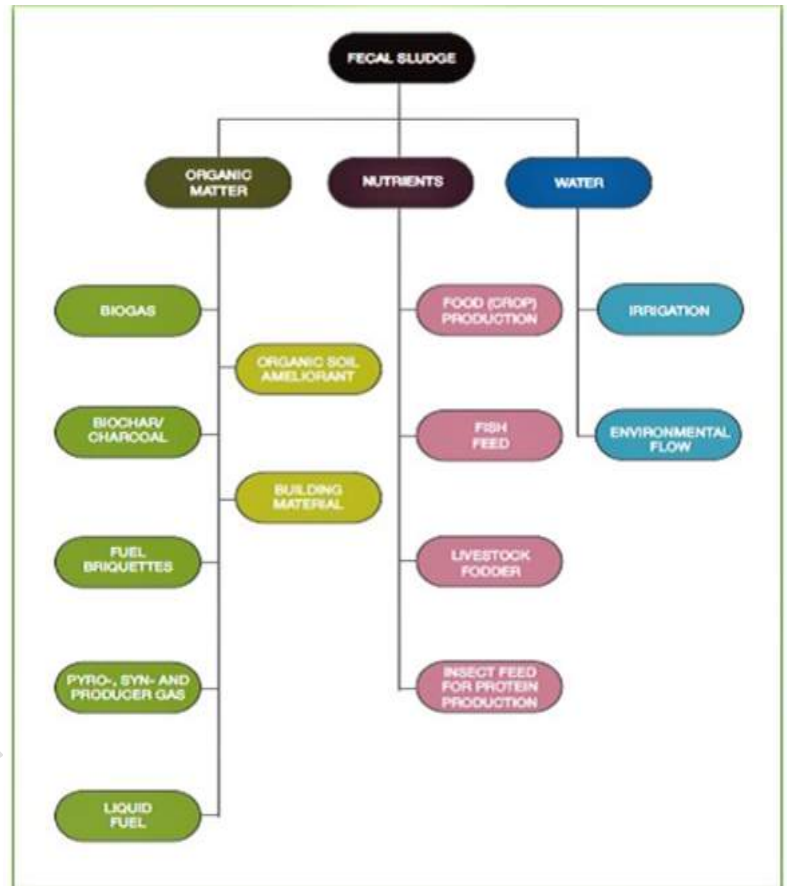 FECAL SLUDGE
ORGANIC
MATTER
NUTRIENTS
WATER
BIOGAS
ORGANIC SOIL
AMELIORANT
BIOCHAR/
CHARCOAL
BUILDING
MATERIAL
FUEL
BRIQUETTES
PYRO-, SYN- AND
PRODUCER GAS
LIQUID
FUEL
FOOD (CROP)
PRODUCTION
FISH
FEED
LIVESTOCK
FODDER
INSECT FEED
FOR PROTEIN
PRODUCTION
IRRIGATION
ENVIRONMENTAL
FLOW